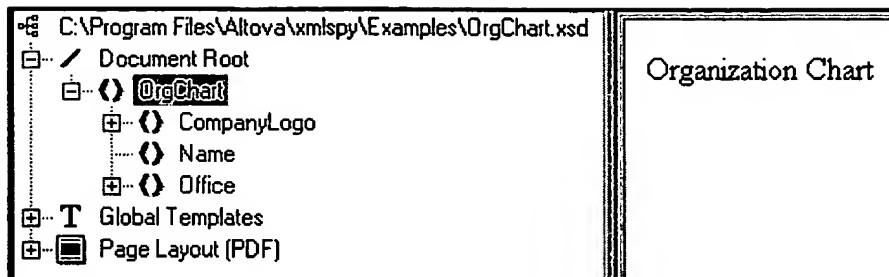 C:\Program Files\Altova\xmlspy\Examples\OrgChart.xsd
Document Root
OrgChart
CompanyLogo
Name
Office
T Global Templates
Page Layout (PDF)
Organization Chart